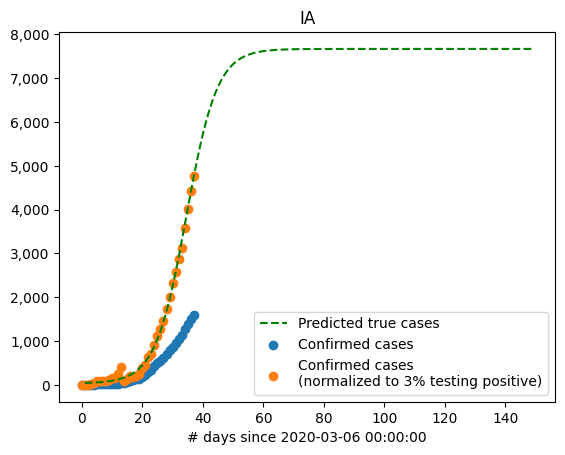 IA
8,000
7,000
6,000
5,000
4,000
3,000
2,000
1,000
0
Predicted true cases
Confirmed cases
Confirmed cases
(normalized to 3% testing positive)
0 20 40 60 80 100 120 140
# days since 2020-03-06 00:00:00